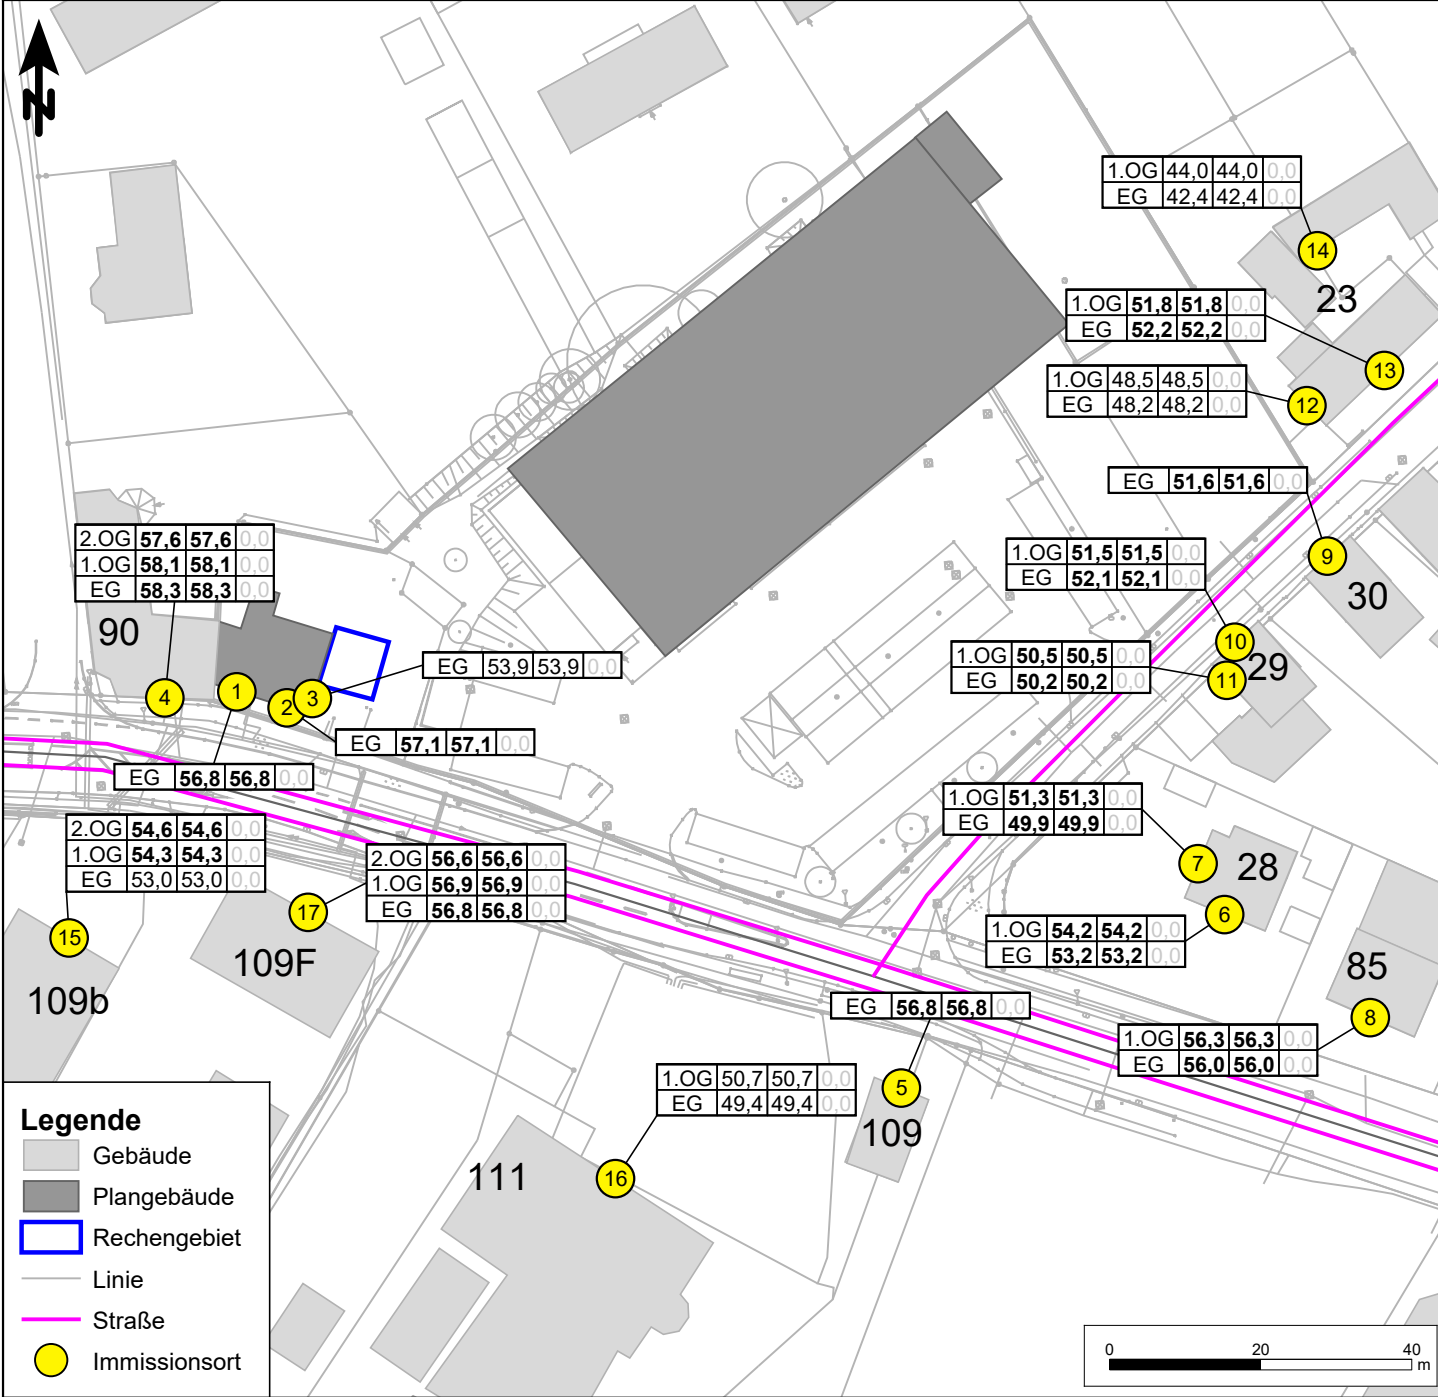 N
1.OG 44,0 44,0 0,0
EG 42,4 42,4 0,0
14
23
1.OG 51,8 51,8 0,0
EG 52,2 52,2 0,0
13
1.OG 48,5 48,5 0,0
EG 48,2 48,2 0,0
12
EG 51,6 51,6 0,0
9
30
2.OG 57,6 57,6 0,0
1.OG 58,1 58,1 0,0
EG 58,3 58,3 0,0
90
4
1
2
3
EG 53,9 53,9 0,0
EG 57,1 57,1 0,0
EG 56,8 56,8 0,0
1.OG 51,5 51,5 0,0
EG 52,1 52,1 0,0
10
29
1.OG 50,5 50,5 0,0
EG 50,2 50,2 0,0
11
1.OG 51,3 51,3 0,0
EG 49,9 49,9 0,0
7
28
2.OG 54,6 54,6 0,0
1.OG 54,3 54,3 0,0
EG 53,0 53,0 0,0
15
109b
2.OG 56,6 56,6 0,0
1.OG 56,9 56,9 0,0
EG 56,8 56,8 0,0
17
109F
1.OG 54,2 54,2 0,0
EG 53,2 53,2 0,0
6
85
8
EG 56,8 56,8 0,0
5
109
1.OG 56,3 56,3 0,0
EG 56,0 56,0 0,0
1.OG 50,7 50,7 0,0
EG 49,4 49,4 0,0
16
111
Legende
Gebäude
Plangebäude
Rechengebiet
Linie
Straße
Immissionsort
0 20 40
m